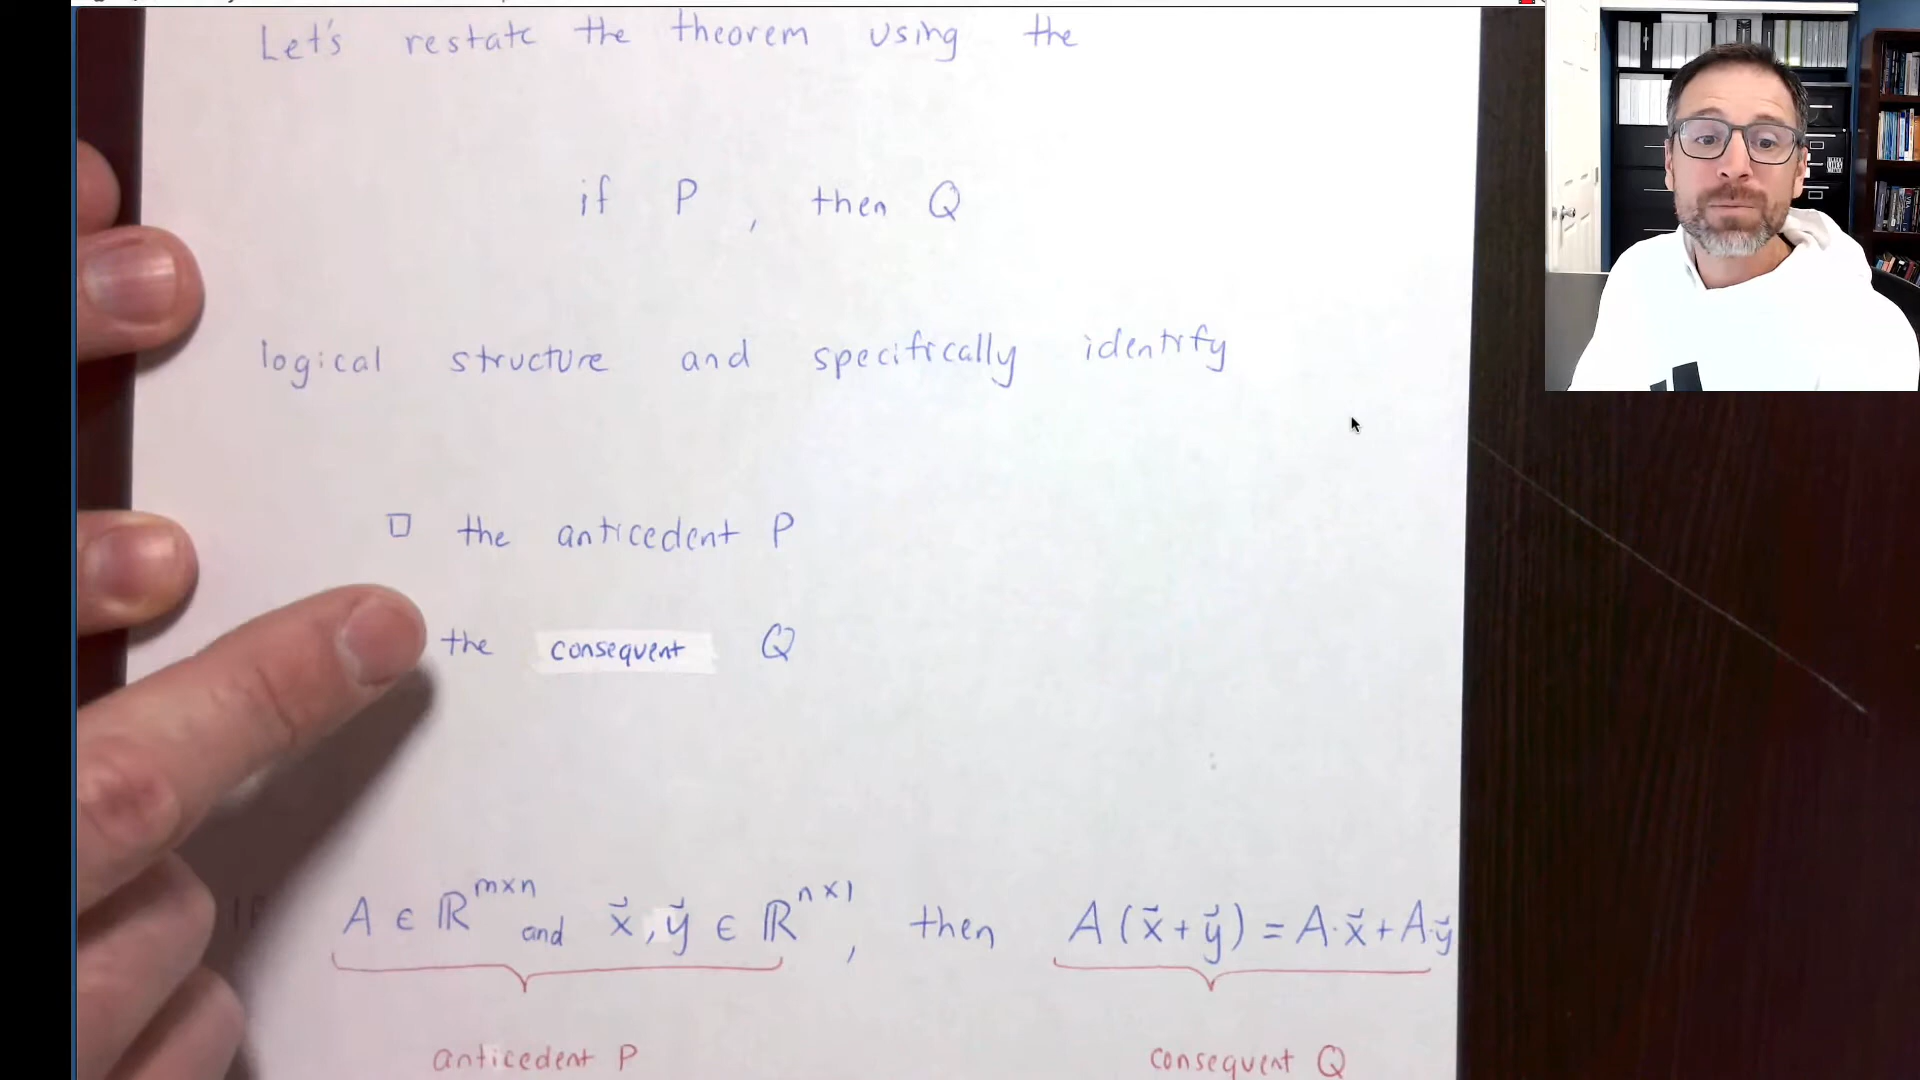 Let's restate the theorem using the
if P, then Q
logical structure and specifically identify
□ the anticedent P
the consequent Q
If A ∈ ℝ^{m×n} and x⃗, y⃗ ∈ ℝ^{n×1}, then A(x⃗+y⃗) = A·x⃗ + A·y⃗
anticedent P consequent Q